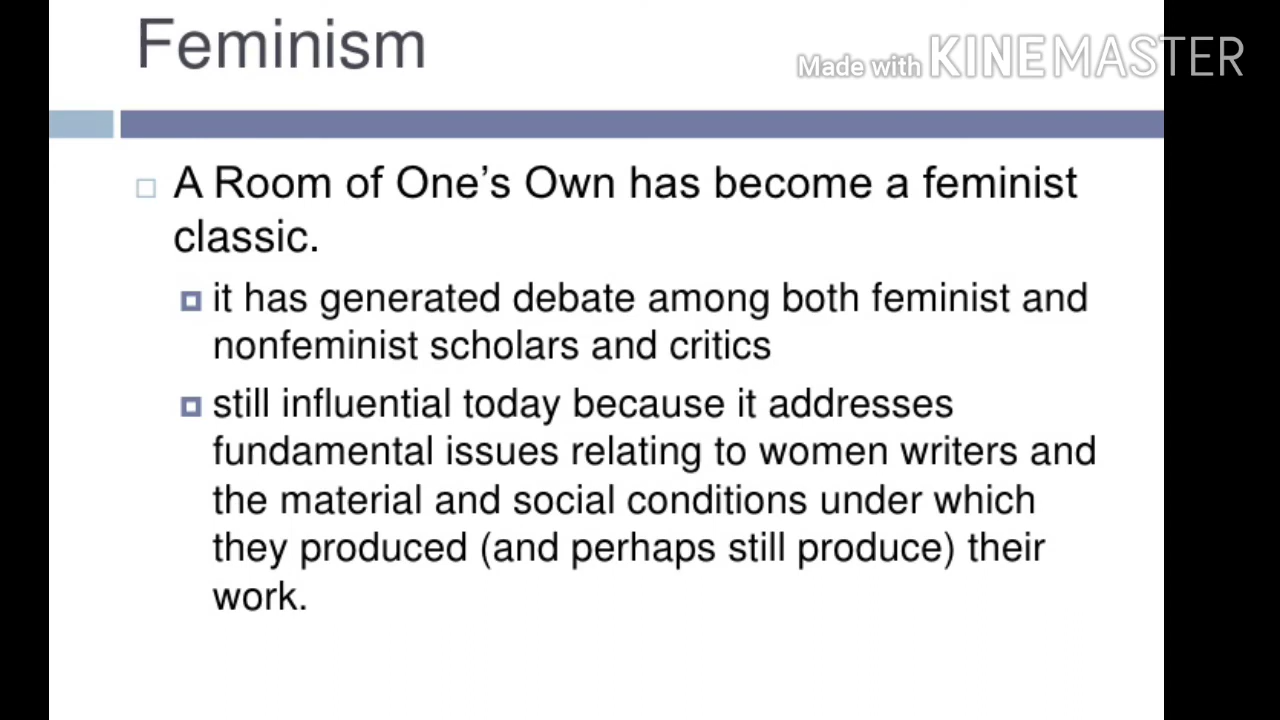 Feminism
Made with KINEMASTER
A Room of One’s Own has become a feminist
classic.
it has generated debate among both feminist and
nonfeminist scholars and critics
still influential today because it addresses
fundamental issues relating to women writers and
the material and social conditions under which
they produced (and perhaps still produce) their
work.